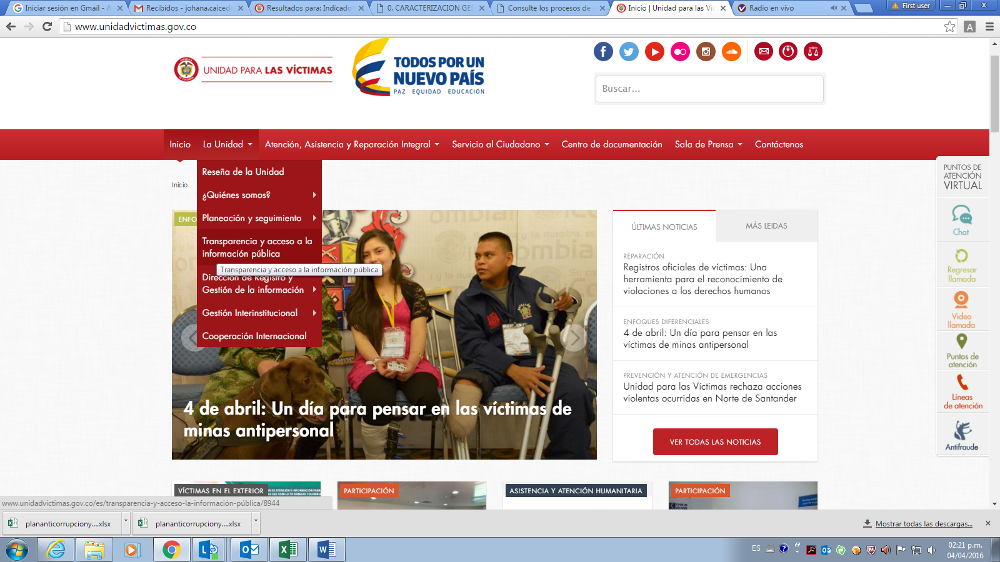 Iniciar sesión en Gmail - A
Recibidos - johana.caiced
Resultados para: Indicado
0. CARACTERIZACION GES
Consulte los procesos de
Inicio | Unidad para las Vic
Radio en vivo
First user
www.unidadvictimas.gov.co
A
UNIDAD PARA LAS VÍCTIMAS
TODOS POR UN
NUEVO PAÍS
PAZ EQUIDAD EDUCACIÓN
Buscar...
Inicio
La Unidad
Atención, Asistencia y Reparación Integral
Servicio al Ciudadano
Centro de documentación
Sala de Prensa
Contáctenos
Reseña de la Unidad
¿Quiénes somos?
Planeación y seguimiento
Transparencia y acceso a la
información pública
Transparencia y acceso a la información pública
Dirección de Registro y
Gestión de la información
Gestión Interinstitucional
Cooperación Internacional
Inicio
ENFO
4 de abril: Un día para pensar en las víctimas de
minas antipersonal
ÚLTIMAS NOTICIAS
MÁS LEIDAS
REPARACIÓN
Registros oficiales de víctimas: Una
herramienta para el reconocimiento de
violaciones a los derechos humanos
ENFOQUES DIFERENCIALES
4 de abril: Un día para pensar en las
víctimas de minas antipersonal
PREVENCIÓN Y ATENCIÓN DE EMERGENCIAS
Unidad para las Víctimas rechaza acciones
violentas ocurridas en Norte de Santander
VER TODAS LAS NOTICIAS
PUNTOS DE
ATENCIÓN
VIRTUAL
Chat
Regresar
llamada
Video
llamada
Puntos de
atención
Líneas
de atención
Antifraude
VÍCTIMAS EN EL EXTERIOR
PARTICIPACIÓN
ASISTENCIA Y ATENCIÓN HUMANITARIA
PARTICIPACIÓN
www.unidadvictimas.gov.co/es/transparencia-y-acceso-la-información-pública/8944
plananticorrupciony....xlsx
plananticorrupciony....xlsx
Mostrar todas las descargas...
ES
02:21 p.m.
04/04/2016